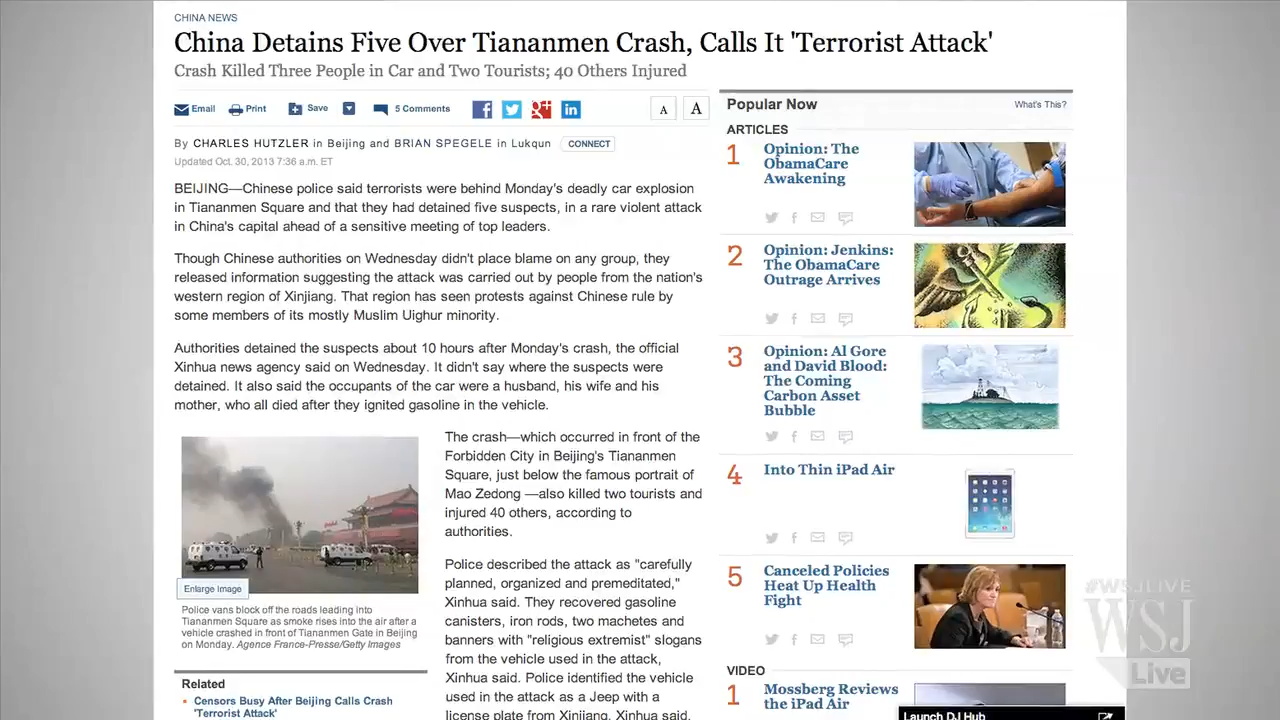 CHINA NEWS
China Detains Five Over Tiananmen Crash, Calls It 'Terrorist Attack'
Crash Killed Three People in Car and Two Tourists; 40 Others Injured
Email Print Save 5 Comments A A
By CHARLES HUTZLER in Beijing and BRIAN SPEGELE in Lukqun CONNECT
Updated Oct. 30, 2013 7:36 a.m. ET
BEIJING—Chinese police said terrorists were behind Monday's deadly car explosion
in Tiananmen Square and that they had detained five suspects, in a rare violent attack
in China's capital ahead of a sensitive meeting of top leaders.
Though Chinese authorities on Wednesday didn't place blame on any group, they
released information suggesting the attack was carried out by people from the nation's
western region of Xinjiang. That region has seen protests against Chinese rule by
some members of its mostly Muslim Uighur minority.
Authorities detained the suspects about 10 hours after Monday's crash, the official
Xinhua news agency said on Wednesday. It didn't say where the suspects were
detained. It also said the occupants of the car were a husband, his wife and his
mother, who all died after they ignited gasoline in the vehicle.
The crash—which occurred in front of the
Forbidden City in Beijing's Tiananmen
Square, just below the famous portrait of
Mao Zedong —also killed two tourists and
injured 40 others, according to
authorities.
Police described the attack as "carefully
planned, organized and premeditated,"
Xinhua said. They recovered gasoline
canisters, iron rods, two machetes and
banners with "religious extremist" slogans
from the vehicle used in the attack,
Xinhua said. Police identified the vehicle
used in the attack as a Jeep with a
license plate from Xinjiang, Xinhua said.
Enlarge Image
Police vans block off the roads leading into
Tiananmen Square as smoke rises into the air after a
vehicle crashed in front of Tiananmen Gate in Beijing
on Monday. Agence France-Presse/Getty Images
Related
Censors Busy After Beijing Calls Crash
'Terrorist Attack'
Popular Now What's This?
ARTICLES
1 Opinion: The
ObamaCare
Awakening
2 Opinion: Jenkins:
The ObamaCare
Outrage Arrives
3 Opinion: Al Gore
and David Blood:
The Coming
Carbon Asset
Bubble
4 Into Thin iPad Air
5 Canceled Policies
Heat Up Health
Fight
VIDEO
1 Mossberg Reviews
the iPad Air
Launch DJ Hub
#WSJLIVE
WSJ
Live